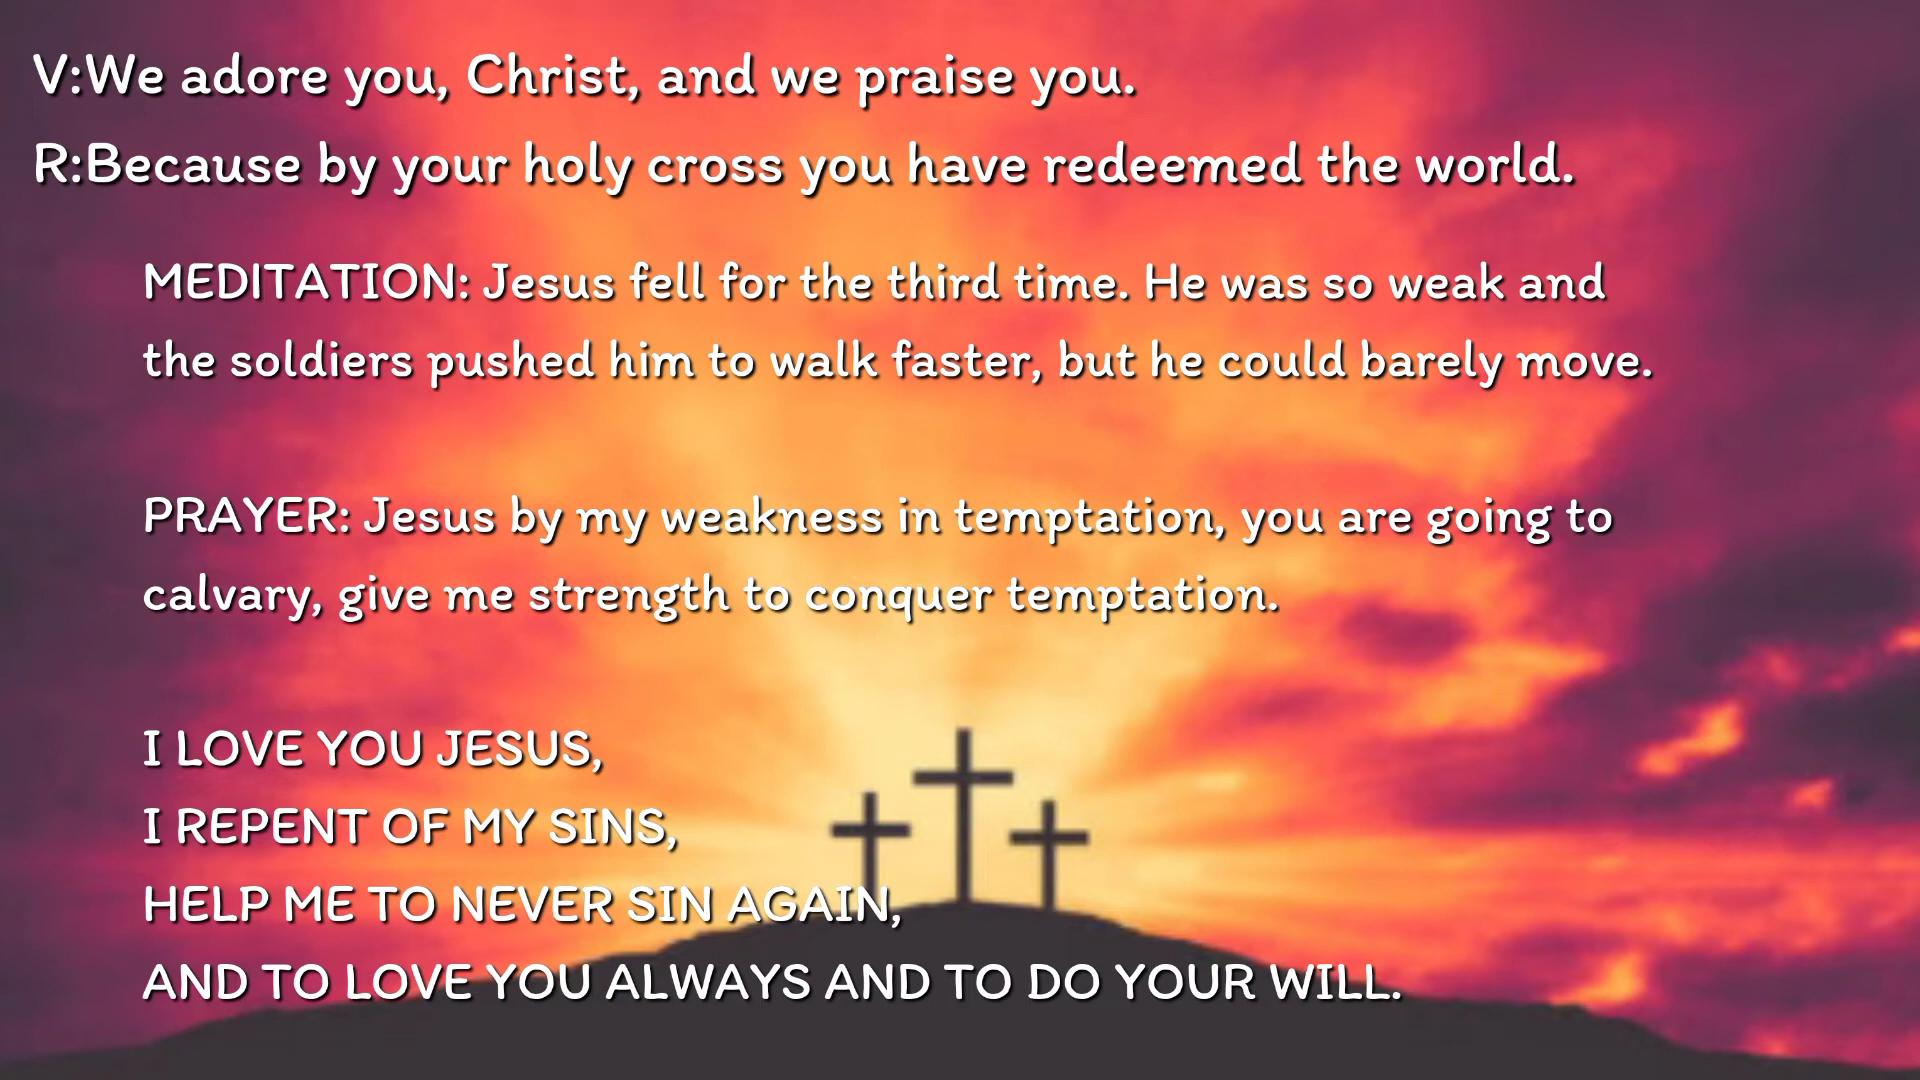 V:We adore you, Christ, and we praise you.
R:Because by your holy cross you have redeemed the world.
MEDITATION: Jesus fell for the third time. He was so weak and
the soldiers pushed him to walk faster, but he could barely move.
PRAYER: Jesus by my weakness in temptation, you are going to
calvary, give me strength to conquer temptation.
I LOVE YOU JESUS,
I REPENT OF MY SINS,
HELP ME TO NEVER SIN AGAIN,
AND TO LOVE YOU ALWAYS AND TO DO YOUR WILL.